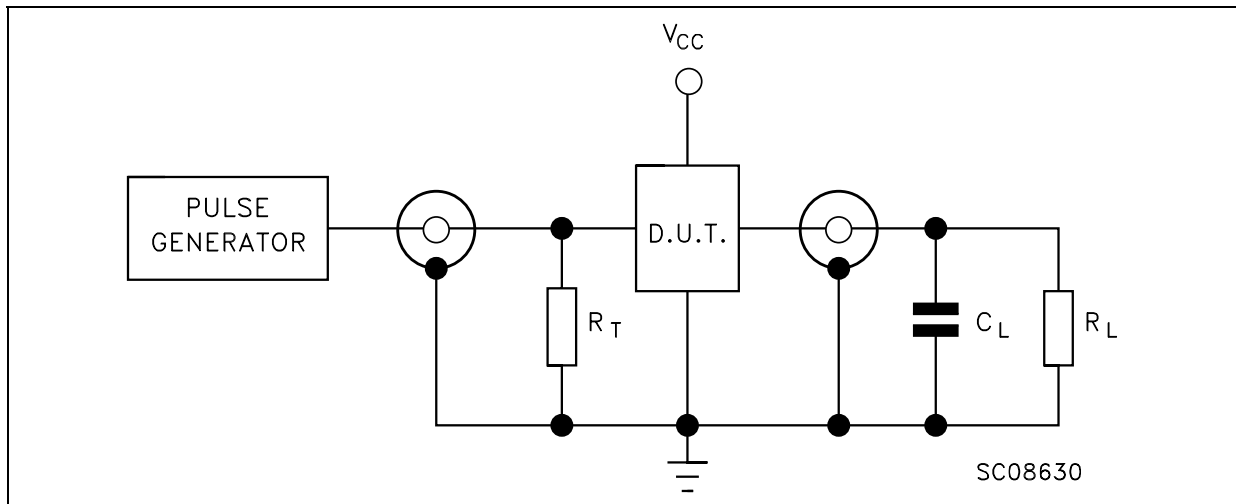 VCC
PULSE
GENERATOR
D.U.T.
RT
CL
RL
SC08630